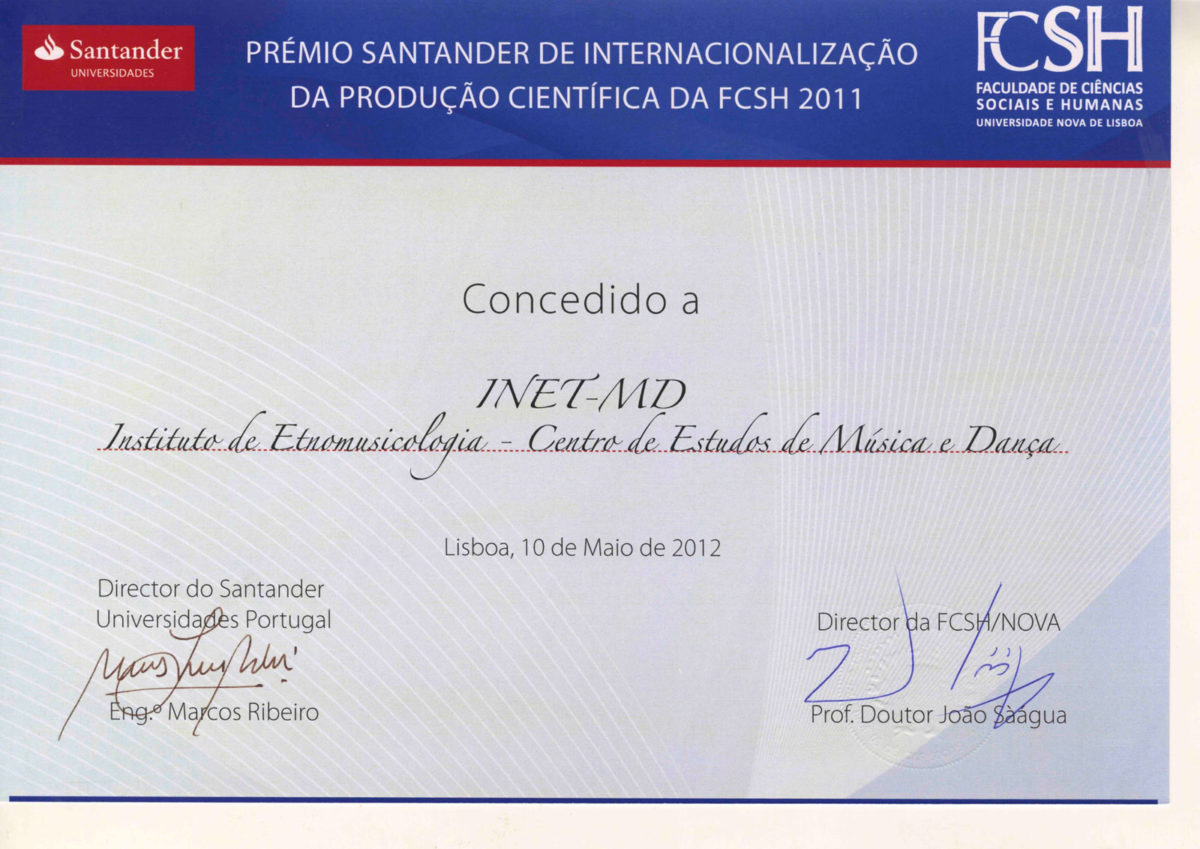 Santander
UNIVERSIDADES
PRÉMIO SANTANDER DE INTERNACIONALIZAÇÃO
DA PRODUÇÃO CIENTÍFICA DA FCSH 2011
FCSH
FACULDADE DE CIÊNCIAS
SOCIAIS E HUMANAS
UNIVERSIDADE NOVA DE LISBOA
Concedido a
INET-MD
Instituto de Etnomusicologia - Centro de Estudos de Música e Dança
Lisboa, 10 de Maio de 2012
Director do Santander
Universidades Portugal
Eng.º Marcos Ribeiro
Director da FCSH/NOVA
Prof. Doutor João Sàágua